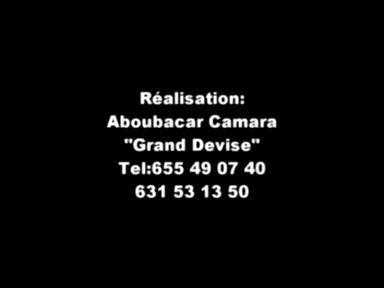 Réalisation:
Aboubacar Camara
"Grand Devise"
Tel:655 49 07 40
631 53 13 50